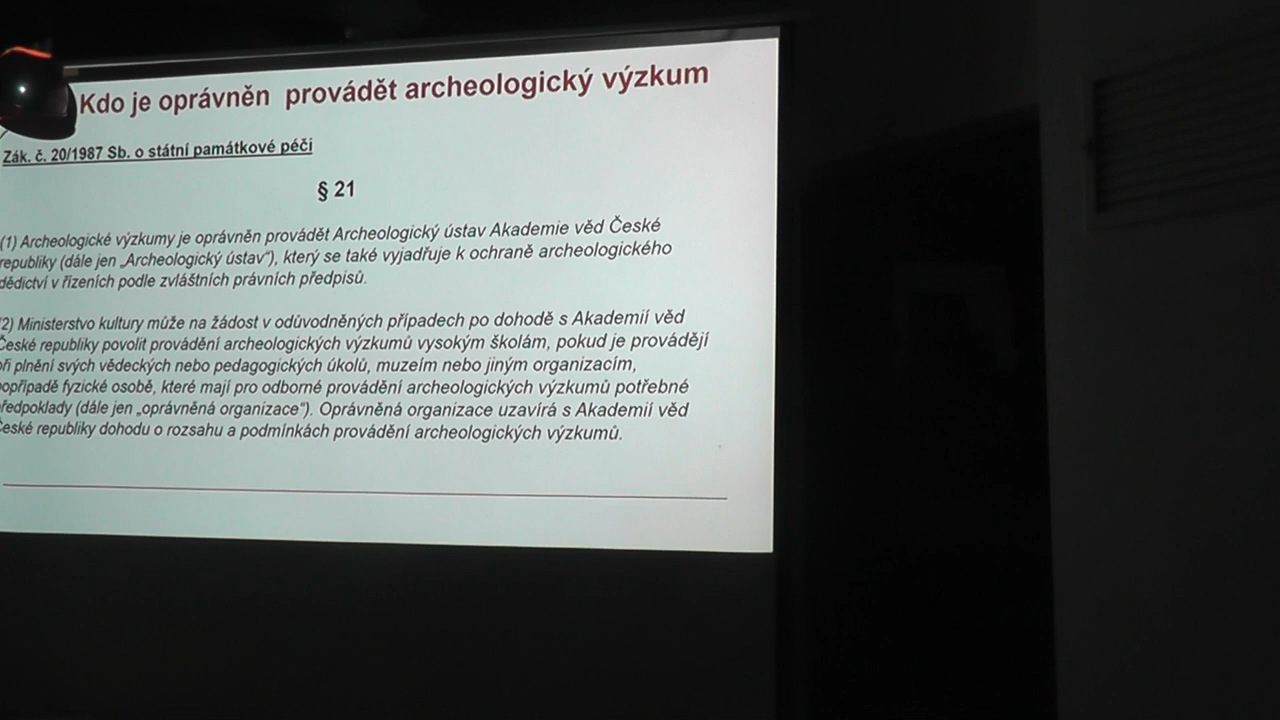 Kdo je oprávněn provádět archeologický výzkum
Zák. č. 20/1987 Sb. o státní památkové péči
§ 21
(1) Archeologické výzkumy je oprávněn provádět Archeologický ústav Akademie věd České
republiky (dále jen „Archeologický ústav“), který se také vyjadřuje k ochraně archeologického
dědictví v řízeních podle zvláštních právních předpisů.
2) Ministerstvo kultury může na žádost v odůvodněných případech po dohodě s Akademií věd
České republiky povolit provádění archeologických výzkumů vysokým školám, pokud je provádějí
při plnění svých vědeckých nebo pedagogických úkolů, muzeím nebo jiným organizacím,
popřípadě fyzické osobě, které mají pro odborné provádění archeologických výzkumů potřebné
předpoklady (dále jen „oprávněná organizace“). Oprávněná organizace uzavírá s Akademií věd
České republiky dohodu o rozsahu a podmínkách provádění archeologických výzkumů.